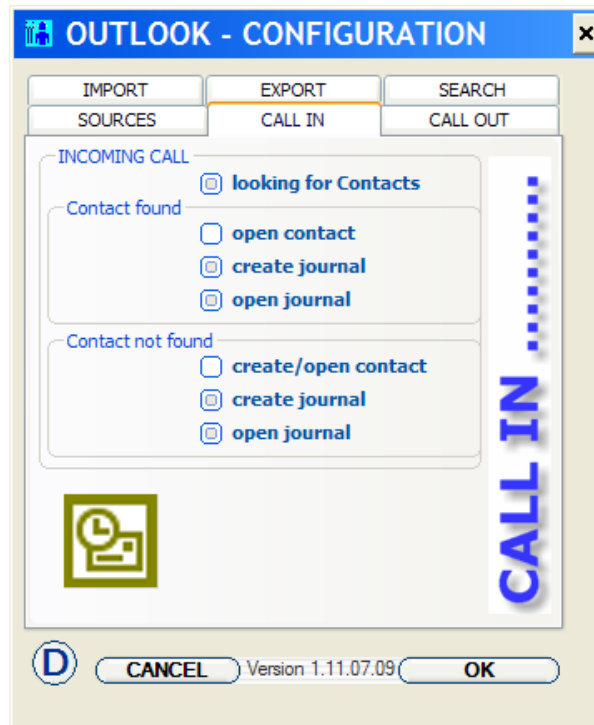 OUTLOOK - CONFIGURATION
IMPORT EXPORT SEARCH
SOURCES CALL IN CALL OUT
INCOMING CALL
looking for Contacts
Contact found
open contact
create journal
open journal
Contact not found
create/open contact
create journal
open journal
CALL IN ..........
D CANCEL Version 1.11.07.09 OK